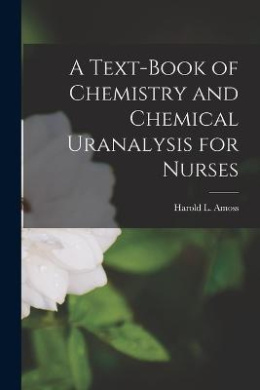 A Text-Book of
Chemistry and
Chemical
Uranalysis for
Nurses
Harold L. Amoss